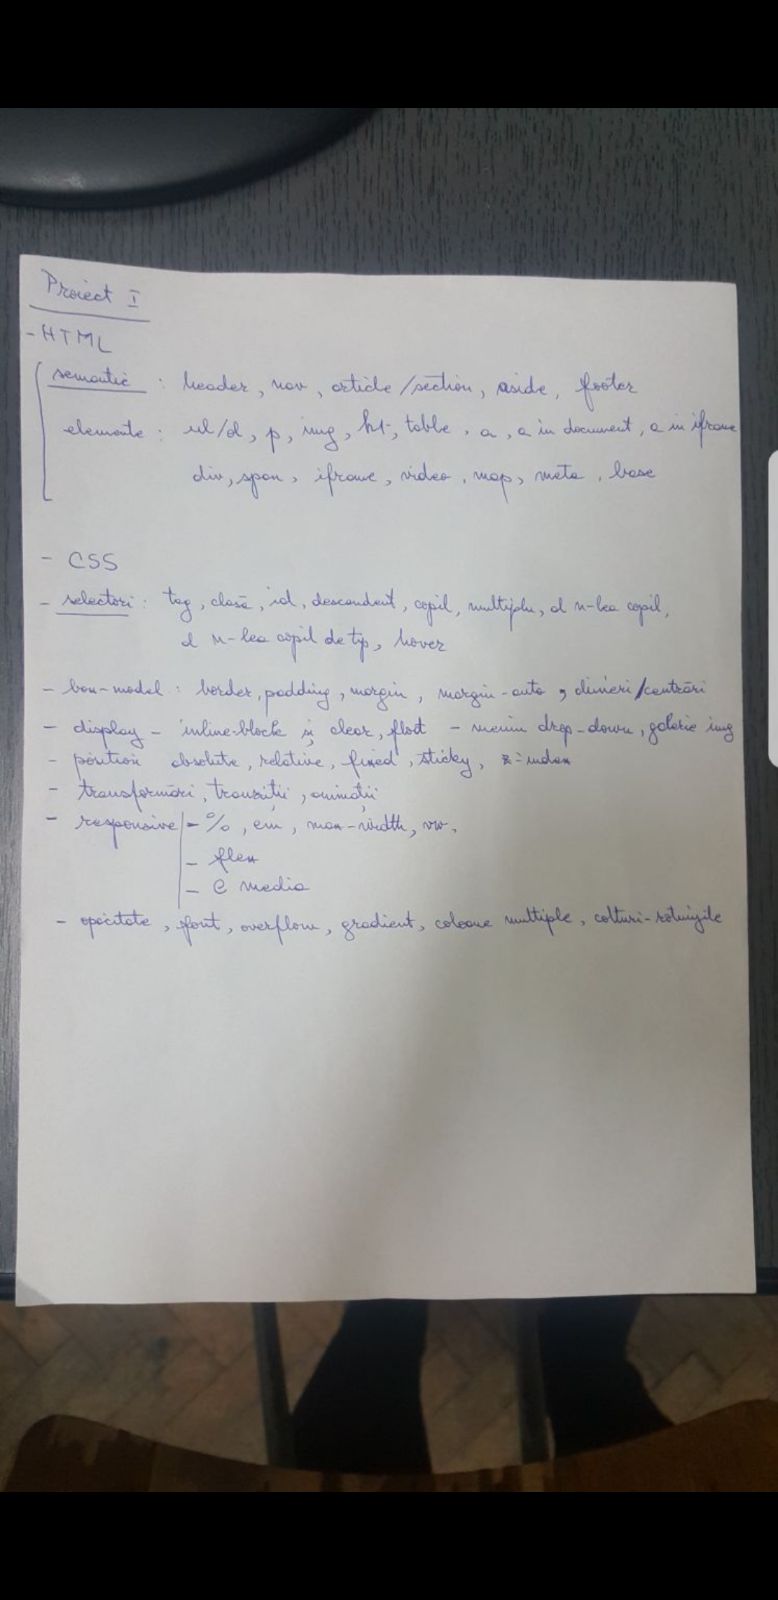 Proiect I
- HTML
semantic : header, nav, article/section, aside, footer
elemente : ul/ol, p, img, h1-, table, a, a in document, a in iframe
div, span, iframe, video, map, meta, base
- CSS
- selectori : tag, clasă, id, descendent, copil, multiplu, al n-lea copil,
al n-lea copil de tip, hover
- box-model : border, padding, margin, margin-auto, alinieri/centrări
- display - inline-block și clear, float - meniu drop-down, galerie img
- position absolute, relative, fixed, sticky, z-index
- transformări, tranziții, animații
- responsive - %, em, max-width, vw,
- flex
- @ media
- opacitate, font, overflow, gradient, coloane multiple, colturi-rotunjite